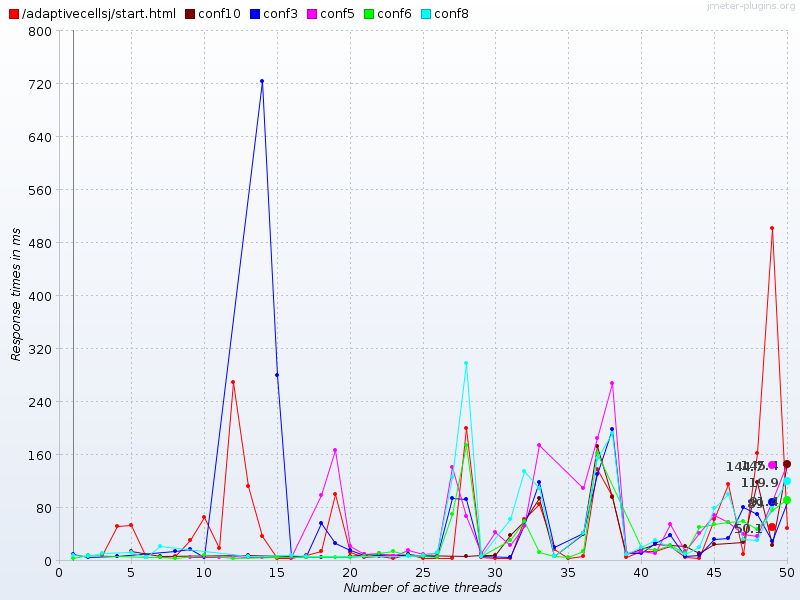 /adaptivecellsj/start.html conf10 conf3 conf5 conf6 conf8
jmeter-plugins.org
800
720
640
560
480
400
320
240
160
80
0
Response times in ms
119.9
50.1
0 5 10 15 20 25 30 35 40 45 50
Number of active threads